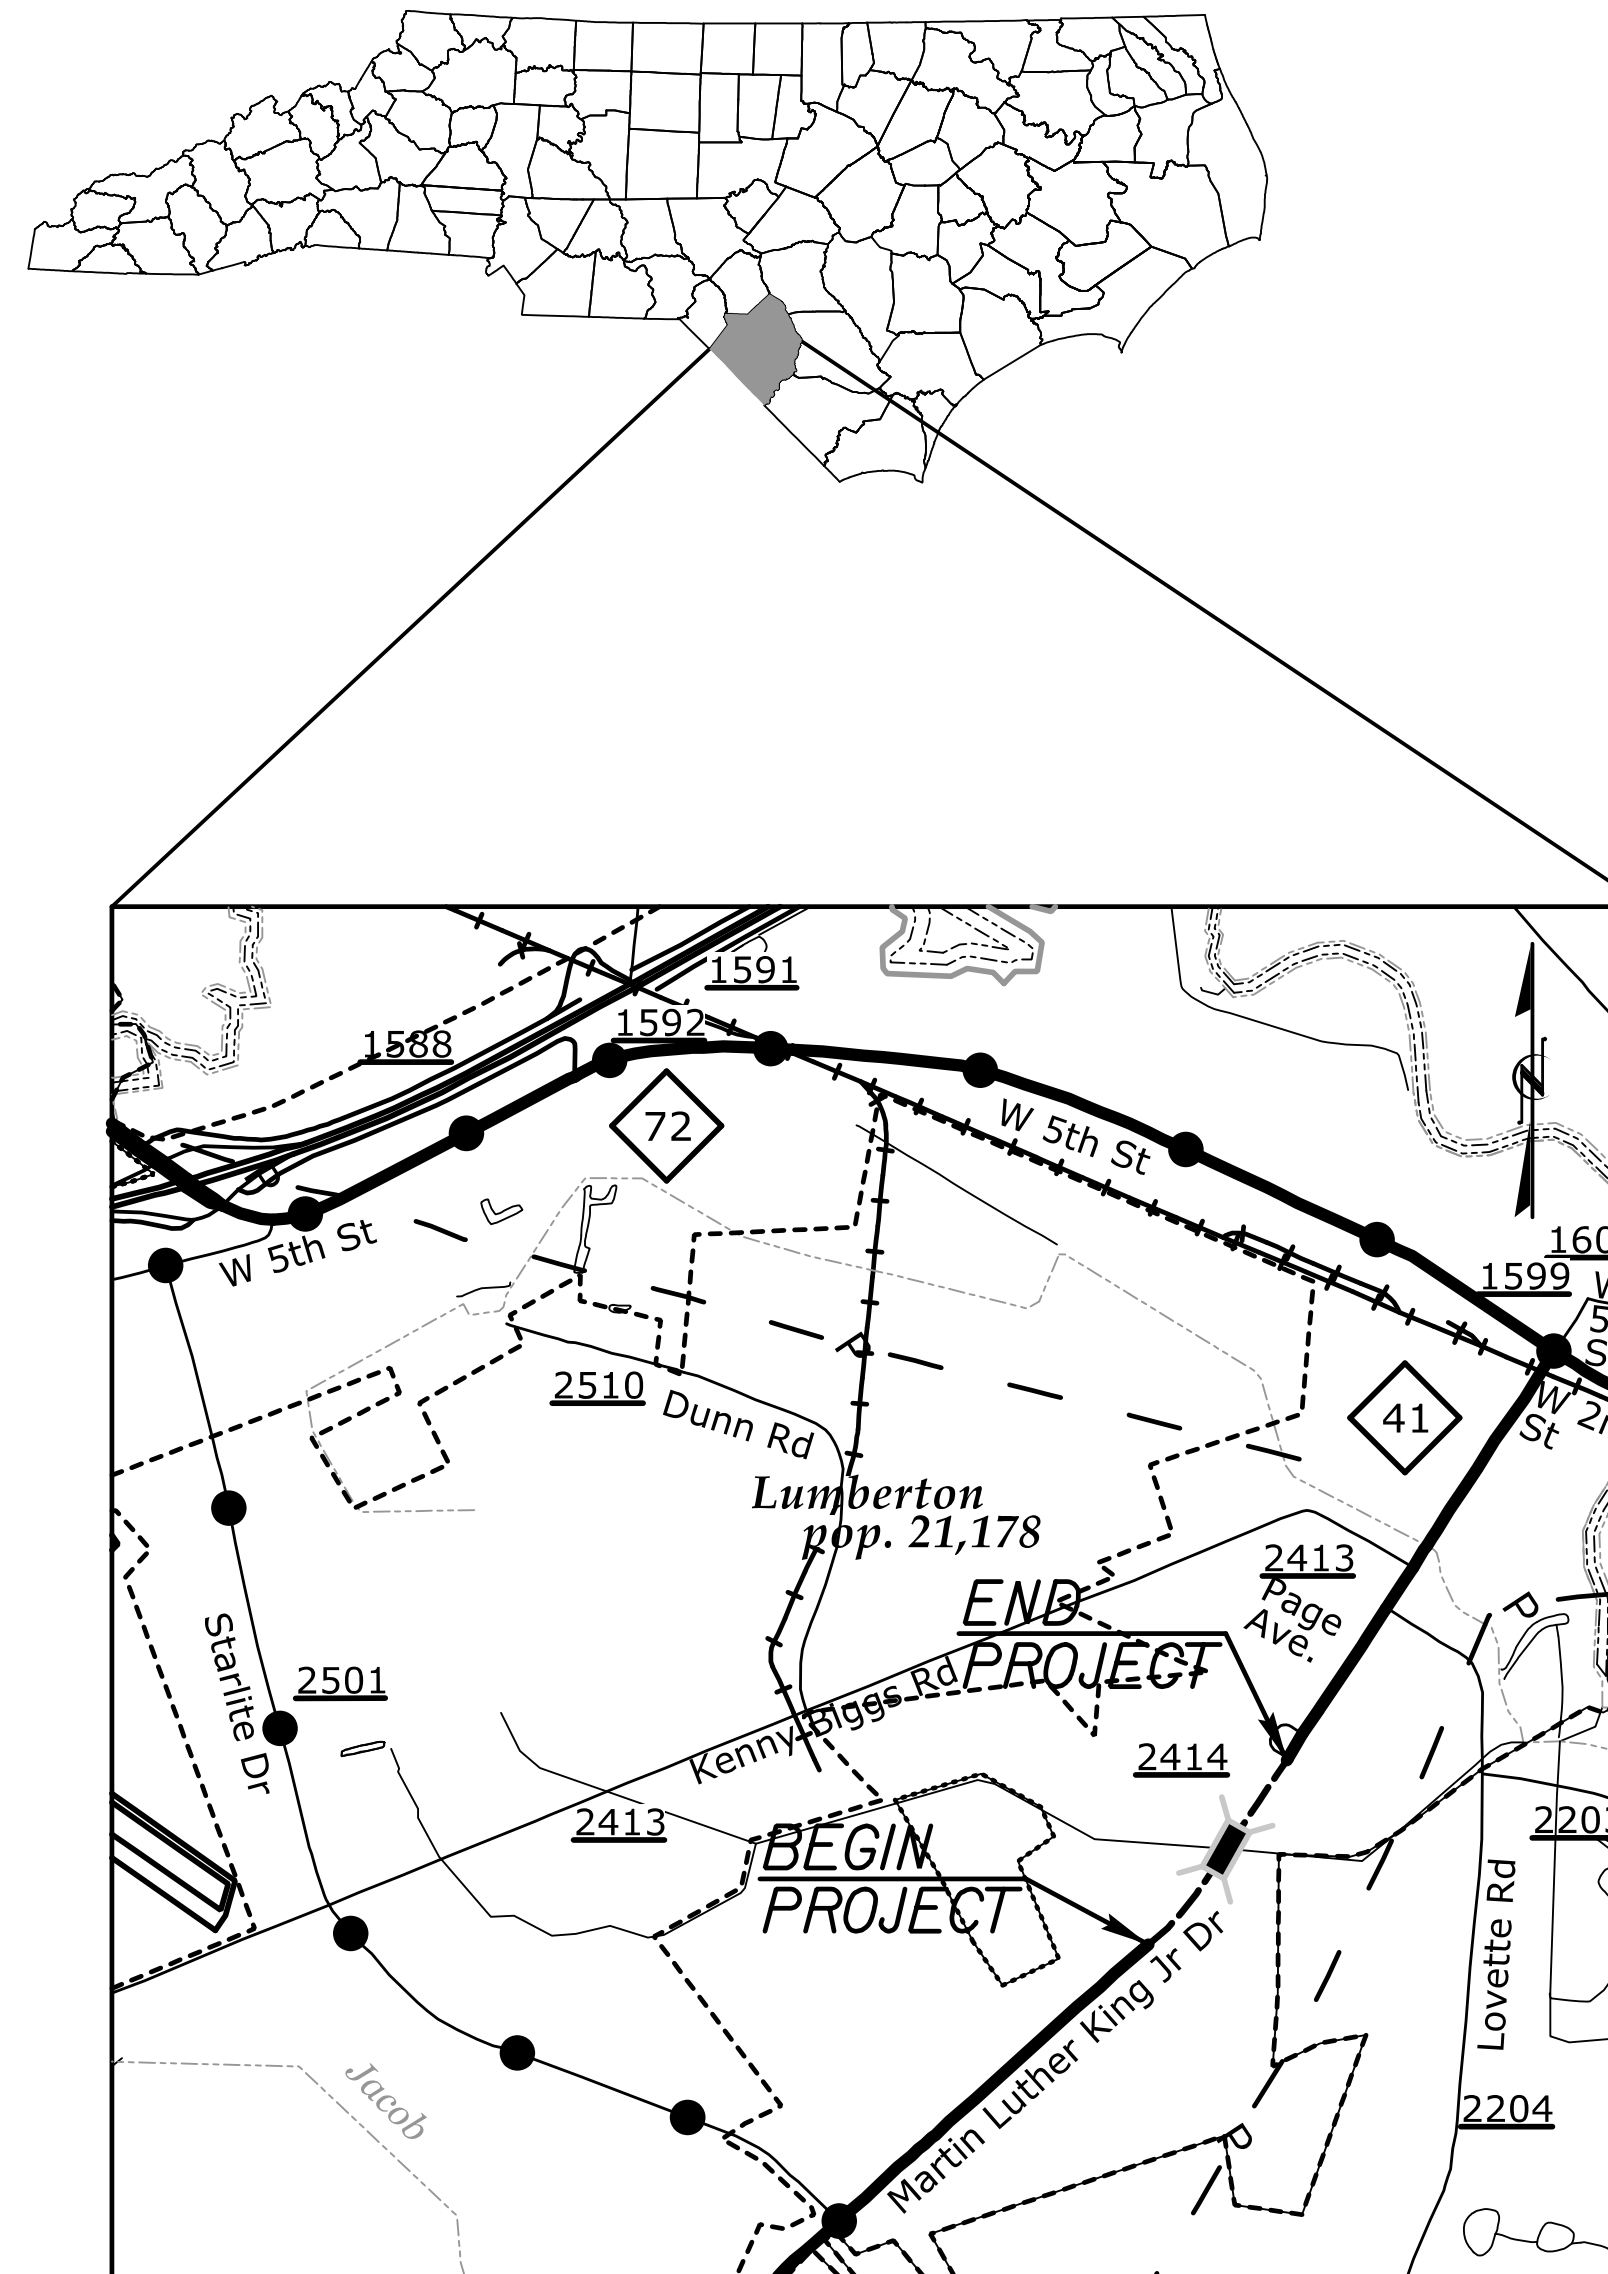 1591
1592
1588
72
W 5th St
N
W 5th St
1599
W 2
St
41
2510
Dunn Rd
Lumberton
pop. 21,178
END
PROJECT
2413
Page
Ave.
P
Starlite Dr
2501
Kenny Biggs Rd
2414
2413
BEGIN
PROJECT
Martin Luther King Jr Dr
Lovette Rd
Jacob
2204
P
P